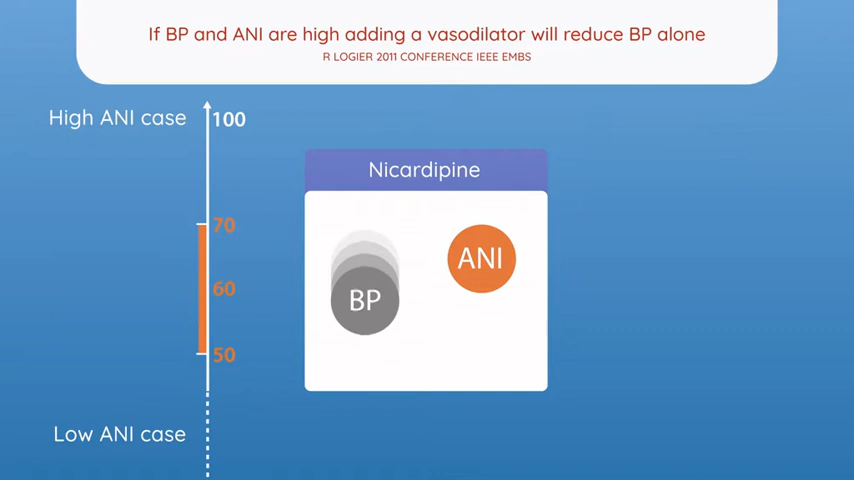 If BP and ANI are high adding a vasodilator will reduce BP alone
R LOGIER 2011 CONFERENCE IEEE EMBS
High ANI case
100
Nicardipine
70
BP
ANI
60
50
Low ANI case